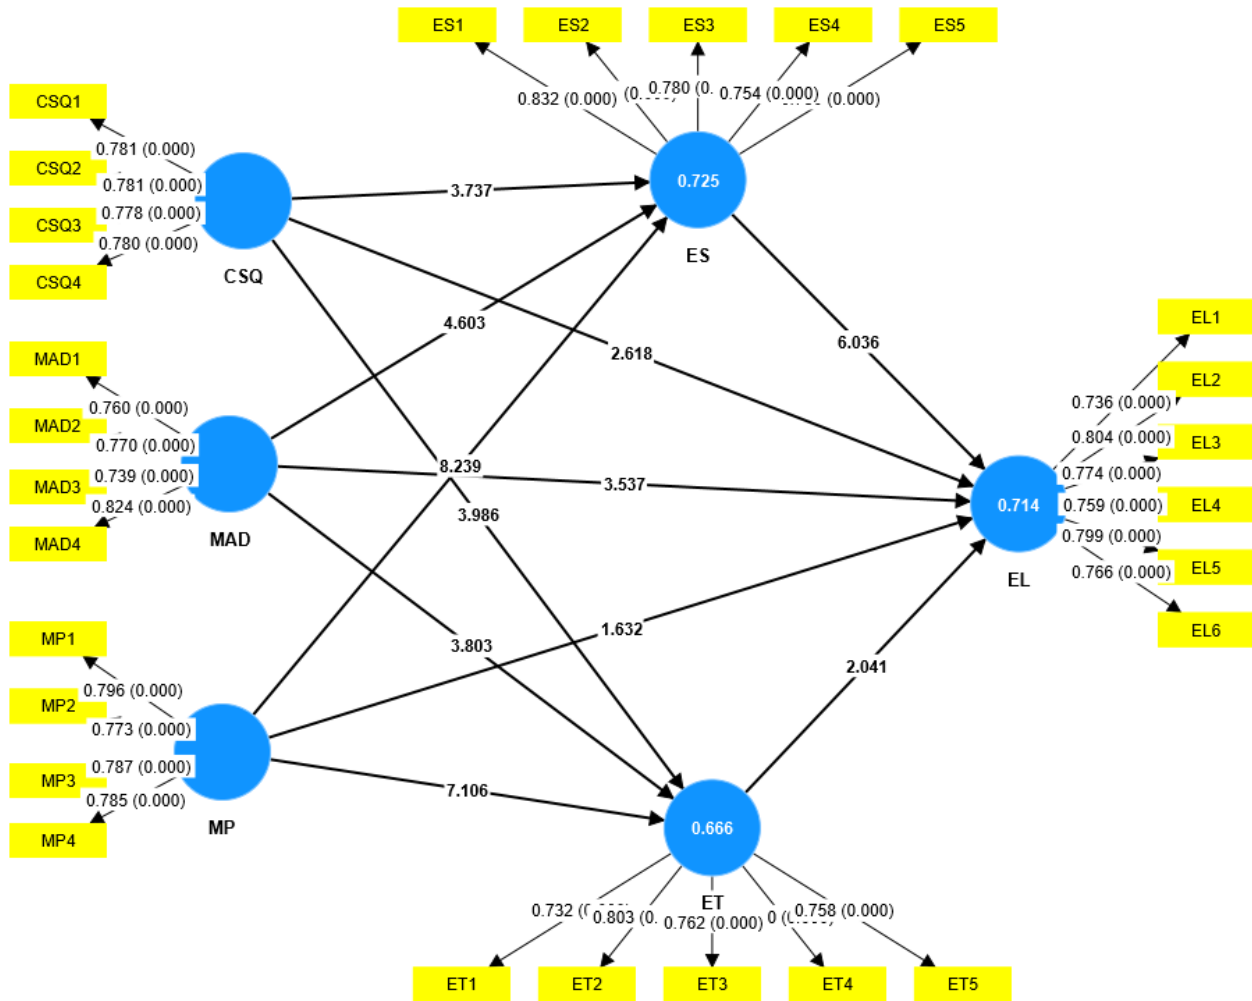 ES1
ES2
ES3
ES4
ES5
0.832 (0.000)
0.780 (0.
0.754 (0.000)
(0.000)
CSQ1
CSQ2
CSQ3
CSQ4
0.781 (0.000)
0.781 (0.000)
0.778 (0.000)
0.780 (0.000)
CSQ
3.737
0.725
ES
4.603
2.618
6.036
MAD1
MAD2
MAD3
MAD4
0.760 (0.000)
0.770 (0.000)
0.739 (0.000)
0.824 (0.000)
MAD
8.239
3.537
3.986
EL1
EL2
EL3
EL4
EL5
EL6
0.736 (0.000)
0.804 (0.000)
0.774 (0.000)
0.759 (0.000)
0.799 (0.000)
0.766 (0.000)
0.714
EL
MP1
MP2
MP3
MP4
0.796 (0.000)
0.773 (0.000)
0.787 (0.000)
0.785 (0.000)
MP
3.803
1.632
2.041
7.106
0.666
ET
0.732 (
0.803 (0.
0.762 (0.000)
0.758 (0.000)
ET1
ET2
ET3
ET4
ET5